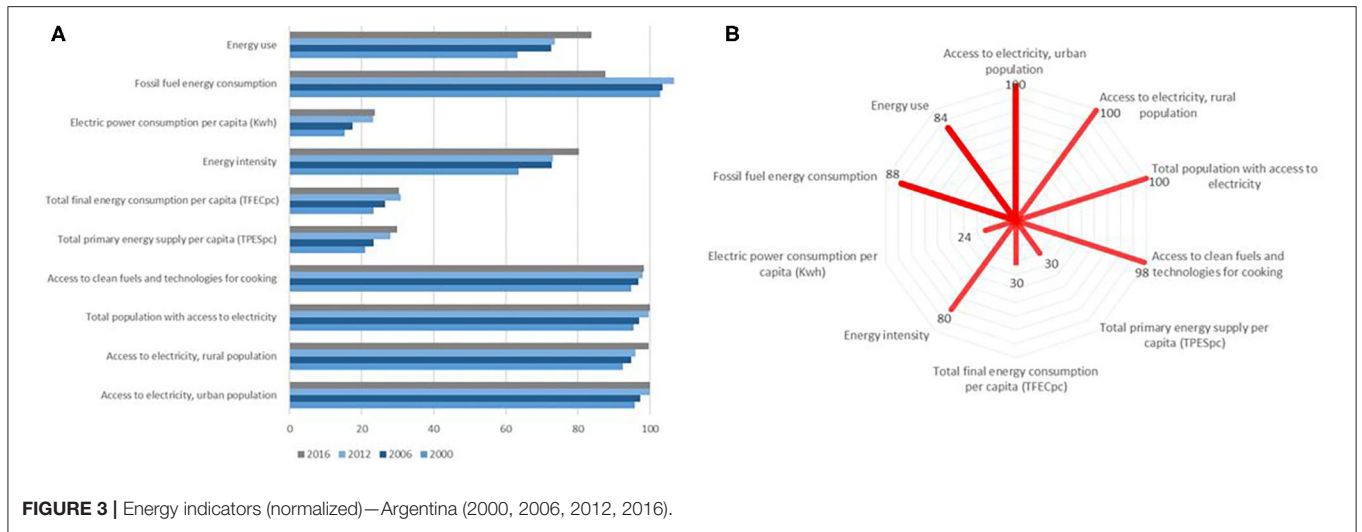 A
Energy use
Fossil fuel energy consumption
Electric power consumption per capita (Kwh)
Energy intensity
Total final energy consumption per capita (TFECpc)
Total primary energy supply per capita (TPESpc)
Access to clean fuels and technologies for cooking
Total population with access to electricity
Access to electricity, rural population
Access to electricity, urban population
0 20 40 60 80 100
2016 2012 2006 2000
B
Access to electricity, urban
population
100
Access to electricity, rural
population
100
Total population with access to
electricity
100
Access to clean fuels and
technologies for cooking
98
Total primary energy supply per
capita (TPESpc)
30
Total final energy consumption
per capita (TFECpc)
30
Energy intensity
80
Electric power consumption per
capita (Kwh)
24
Fossil fuel energy consumption
88
Energy use
84
FIGURE 3 | Energy indicators (normalized)—Argentina (2000, 2006, 2012, 2016).